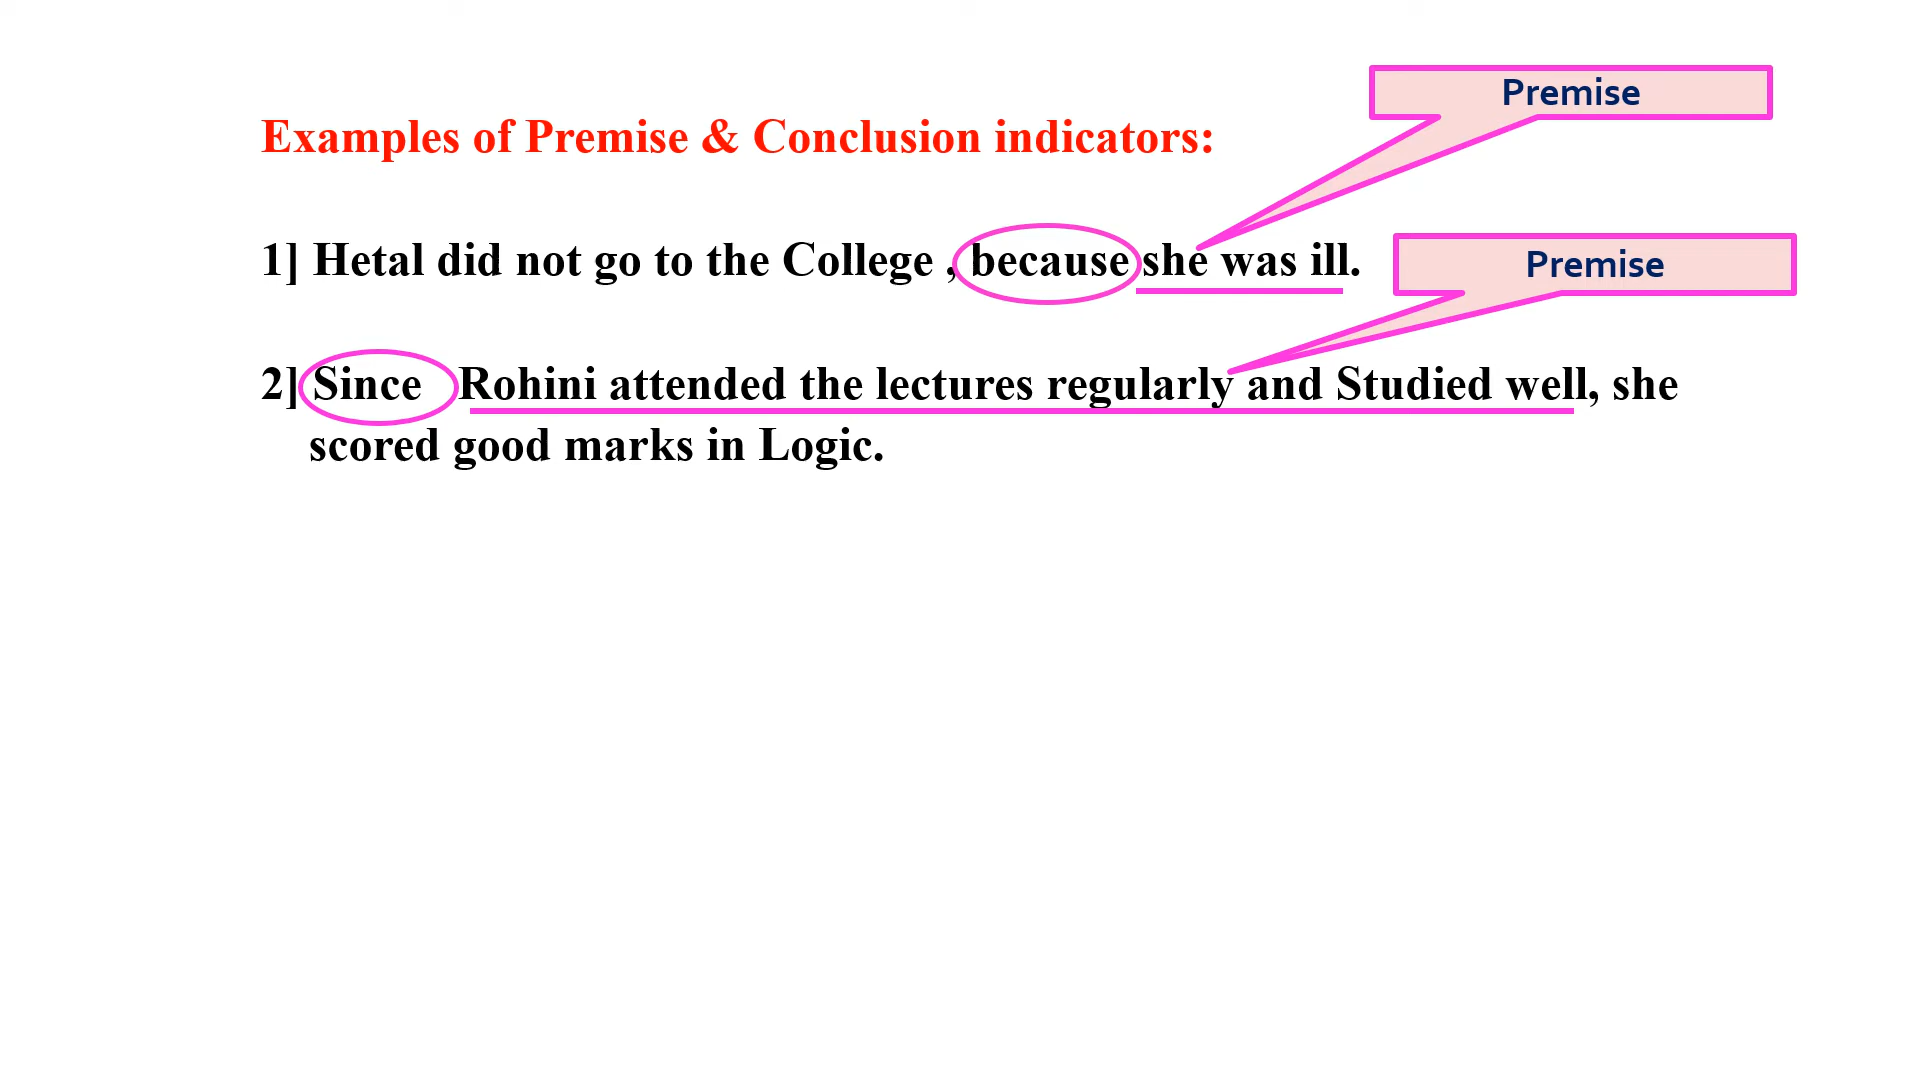 Premise
Examples of Premise & Conclusion indicators:
1] Hetal did not go to the College , because she was ill.
Premise
2] Since Rohini attended the lectures regularly and Studied well, she
scored good marks in Logic.